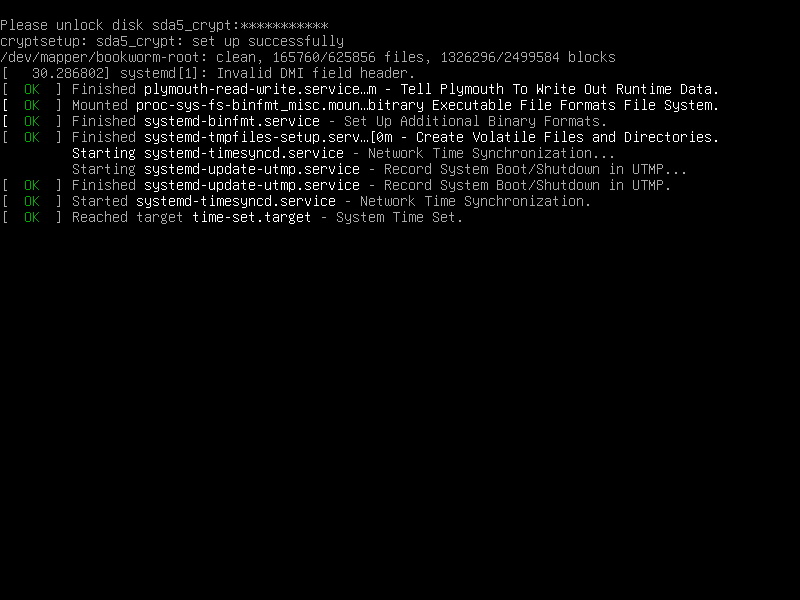 Please unlock disk sda5_crypt:***********
cryptsetup: sda5_crypt: set up successfully
/dev/mapper/bookworm-root: clean, 165760/625856 files, 1326296/2499584 blocks
[   30.286802] systemd[1]: Invalid DMI field header.
[  OK  ] Finished plymouth-read-write.service…m - Tell Plymouth To Write Out Runtime Data.
[  OK  ] Mounted proc-sys-fs-binfmt_misc.moun…bitrary Executable File Formats File System.
[  OK  ] Finished systemd-binfmt.service - Set Up Additional Binary Formats.
[  OK  ] Finished systemd-tmpfiles-setup.serv…[0m - Create Volatile Files and Directories.
         Starting systemd-timesyncd.service - Network Time Synchronization...
         Starting systemd-update-utmp.service - Record System Boot/Shutdown in UTMP...
[  OK  ] Finished systemd-update-utmp.service - Record System Boot/Shutdown in UTMP.
[  OK  ] Started systemd-timesyncd.service - Network Time Synchronization.
[  OK  ] Reached target time-set.target - System Time Set.